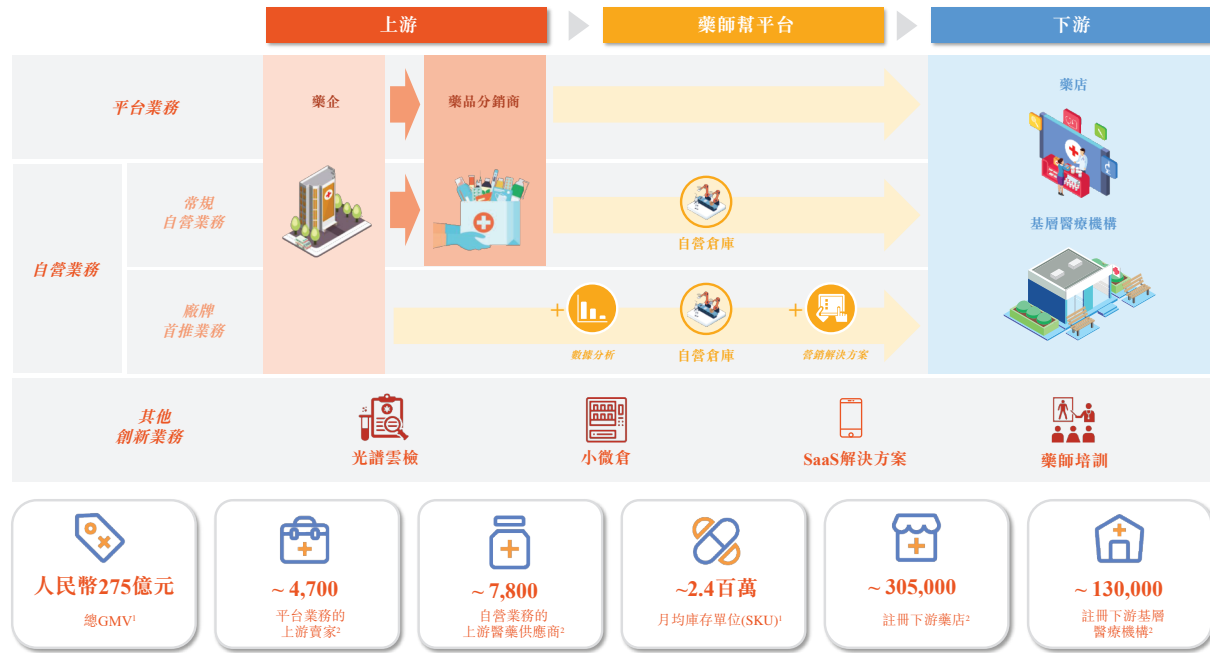 上游
藥師幫平台
下游
平台業務
藥企
藥品分銷商
藥店
自營業務
常規
自營業務
自營倉庫
基層醫療機構
廠牌
首推業務
+
數據分析
自營倉庫
+
營銷解決方案
其他
創新業務
光譜雲檢
小微倉
SaaS解決方案
藥師培訓
人民幣275億元
總GMV¹
~ 4,700
平台業務的
上游賣家²
~ 7,800
自營業務的
上游醫藥供應商²
~2.4百萬
月均庫存單位(SKU)¹
~ 305,000
註冊下游藥店²
~ 130,000
註冊下游基層
醫療機構²